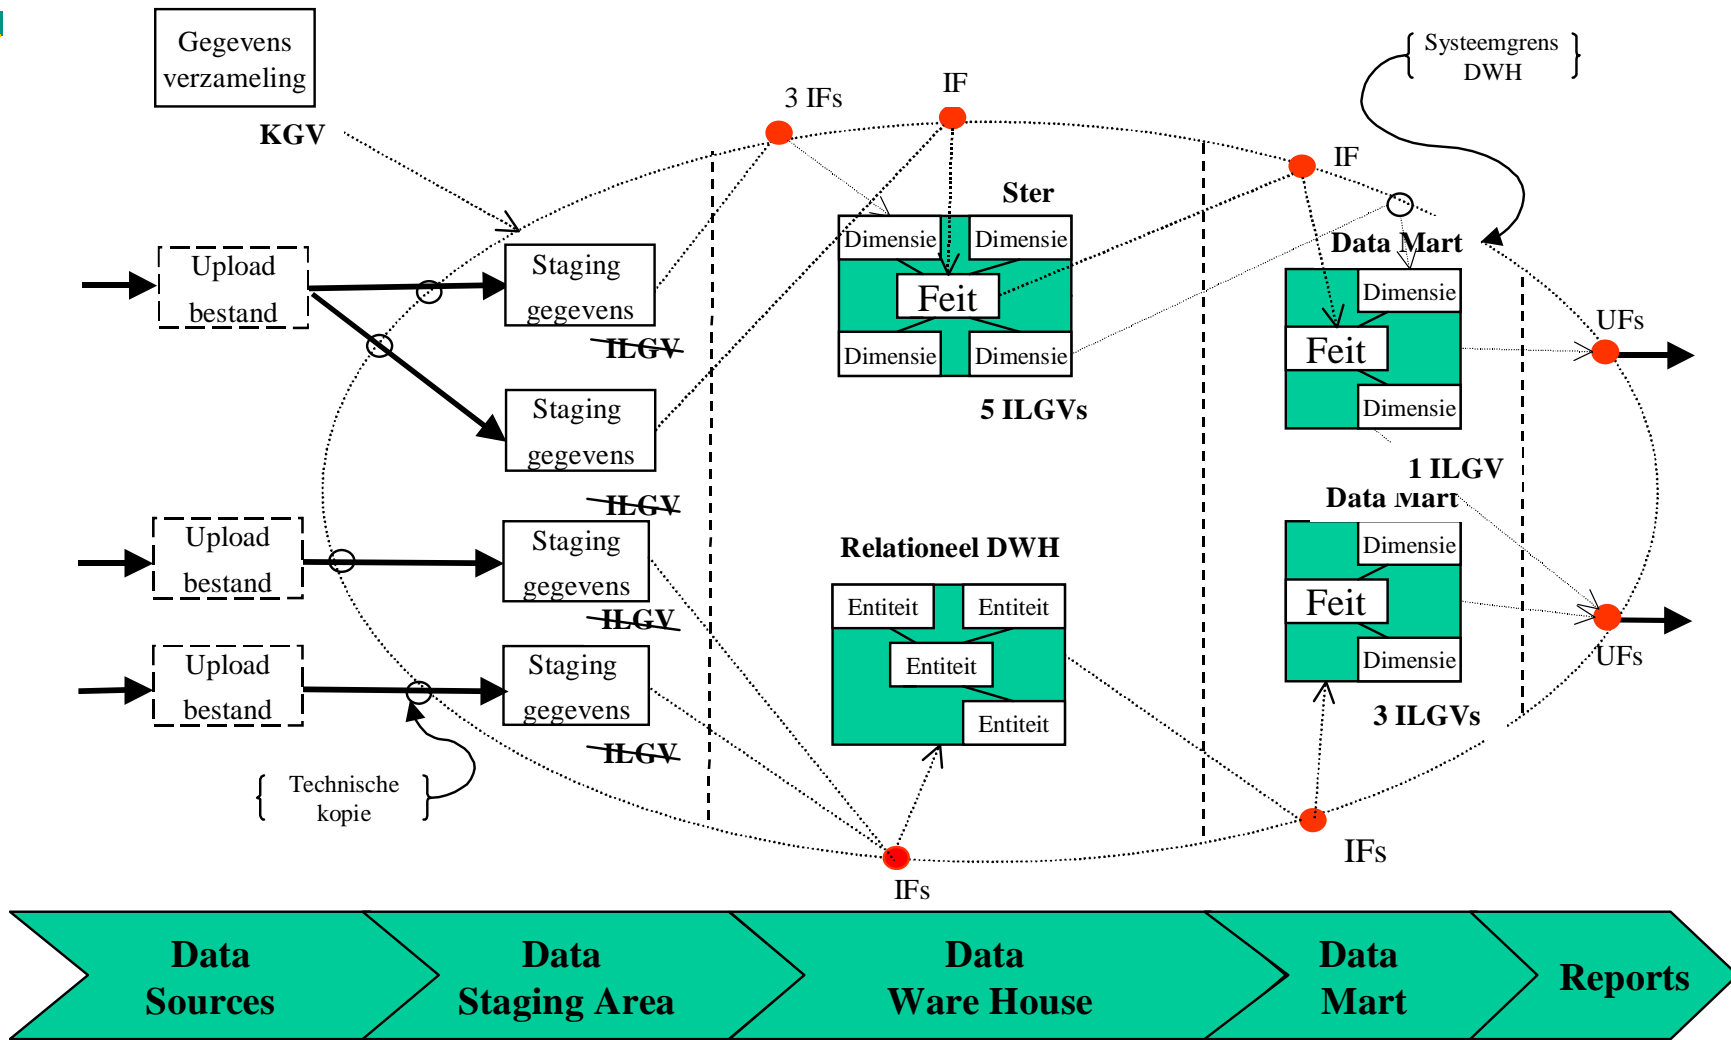 Gegevens
verzameling
KGV
3 IFs
IF
IF
Systeemgrens
DWH
Ster
Data Mart
Upload
bestand
Staging
gegevens
ILGV
Dimensie
Dimensie
Feit
Dimensie
Dimensie
5 ILGVs
Dimensie
Feit
Dimensie
UFs
1 ILGV
Staging
gegevens
ILGV
Upload
bestand
Staging
gegevens
ILGV
Relationeel DWH
Entiteit
Entiteit
Entiteit
Entiteit
Data Mart
Dimensie
Feit
Dimensie
3 ILGVs
UFs
Upload
bestand
Staging
gegevens
ILGV
Technische
kopie
IFs
IFs
Data
Sources
Data
Staging Area
Data
Ware House
Data
Mart
Reports